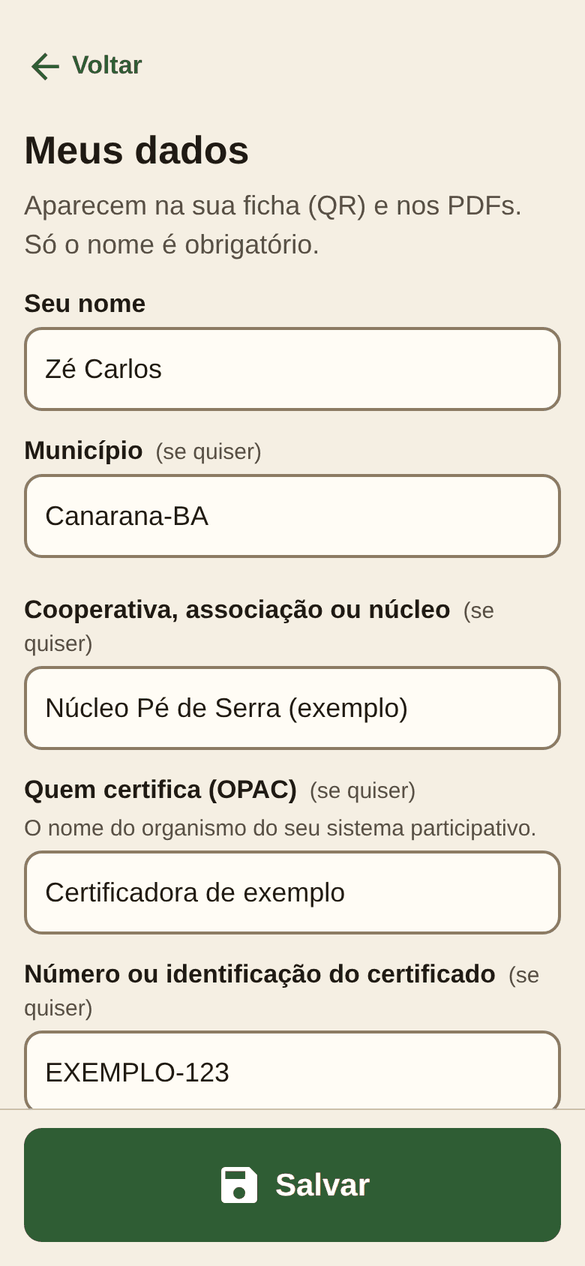 Voltar
Meus dados
Aparecem na sua ficha (QR) e nos PDFs.
Só o nome é obrigatório.
Seu nome
Zé Carlos
Município (se quiser)
Canarana-BA
Cooperativa, associação ou núcleo (se
quiser)
Núcleo Pé de Serra (exemplo)
Quem certifica (OPAC) (se quiser)
O nome do organismo do seu sistema participativo.
Certificadora de exemplo
Número ou identificação do certificado (se
quiser)
EXEMPLO-123
Salvar